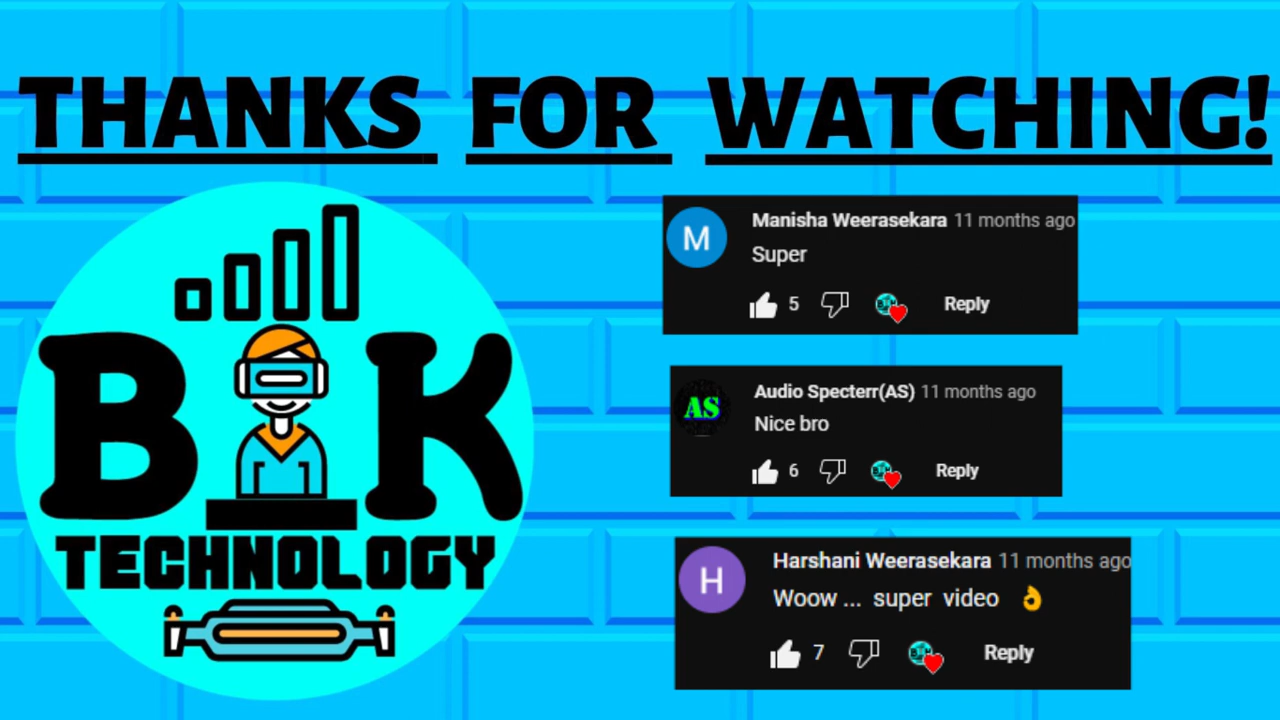 THANKS FOR WATCHING!
B K
TECHNOLOGY
M
Manisha Weerasekara 11 months ago
Super
5 Reply
AS
Audio Specterr(AS) 11 months ago
Nice bro
6 Reply
H
Harshani Weerasekara 11 months ago
Woow ... super video 👌
7 Reply